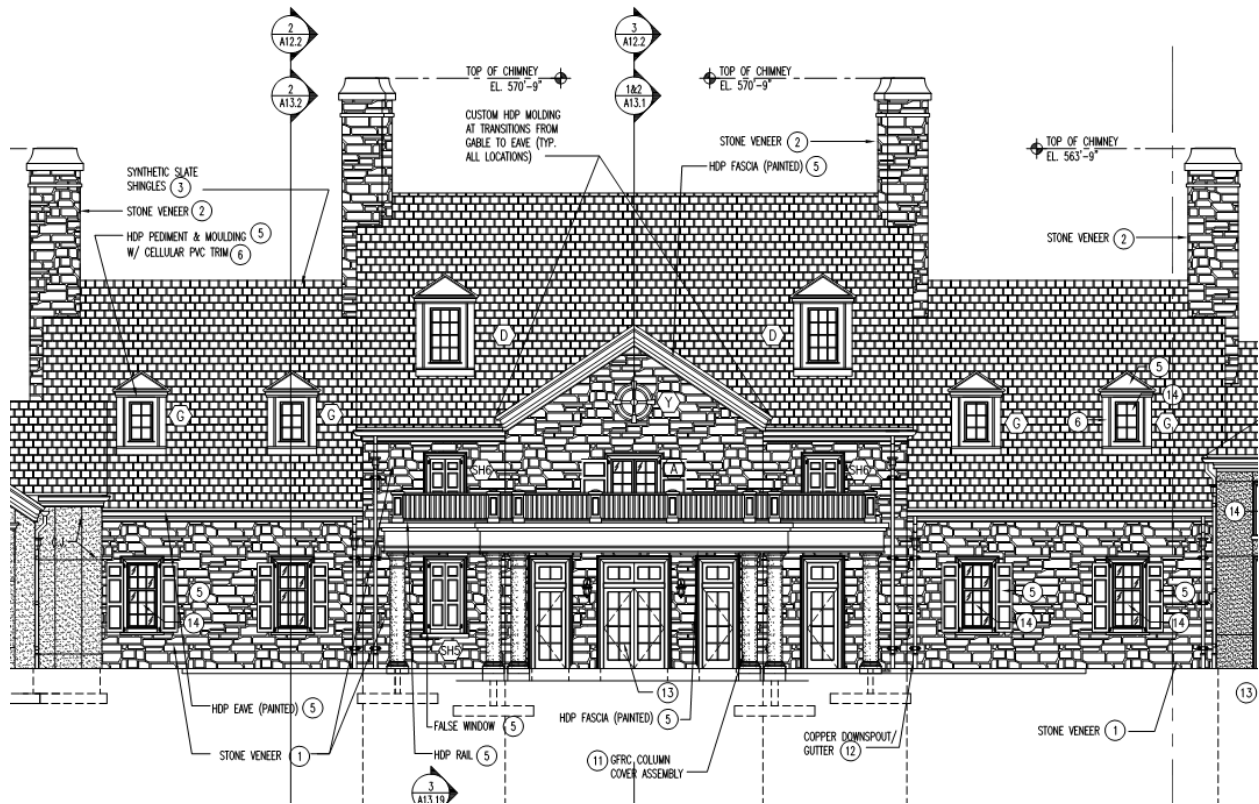 2
A12.2
3
A12.2
2
A13.2
1&2
A13.1
TOP OF CHIMNEY
EL. 570'-9"
TOP OF CHIMNEY
EL. 570'-9"
CUSTOM HDP MOLDING
AT TRANSITIONS FROM
GABLE TO EAVE (TYP.
ALL LOCATIONS)
STONE VENEER 2
HDP FASCIA (PAINTED) 5
TOP OF CHIMNEY
EL. 563'-9"
SYNTHETIC SLATE
SHINGLES 3
STONE VENEER 2
HDP PEDIMENT & MOULDING 5
W/ CELLULAR PVC TRIM 6
STONE VENEER 2
D
D
5
14
G
G
Y
6
G
G
SH6
A
SH6
14
5
14
5
14
5
14
SH5
13
13
HDP EAVE (PAINTED) 5
FALSE WINDOW 5
HDP FASCIA (PAINTED) 5
STONE VENEER 1
HDP RAIL 5
11 GFRC COLUMN
COVER ASSEMBLY
COPPER DOWNSPOUT/
GUTTER 12
STONE VENEER 1
3
A13.19